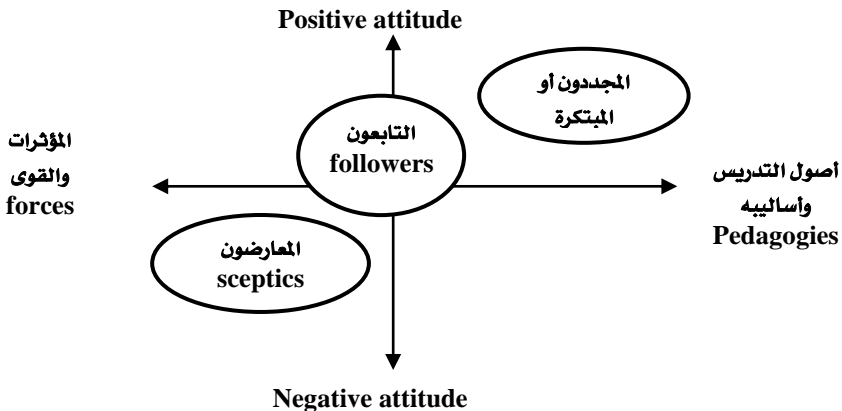 Positive attitude
المجددون أو
المبتكرة
التابعون
followers
المؤثرات
والقوى
forces
أصول التدريس
وأساليبه
Pedagogies
المعارضون
sceptics
Negative attitude